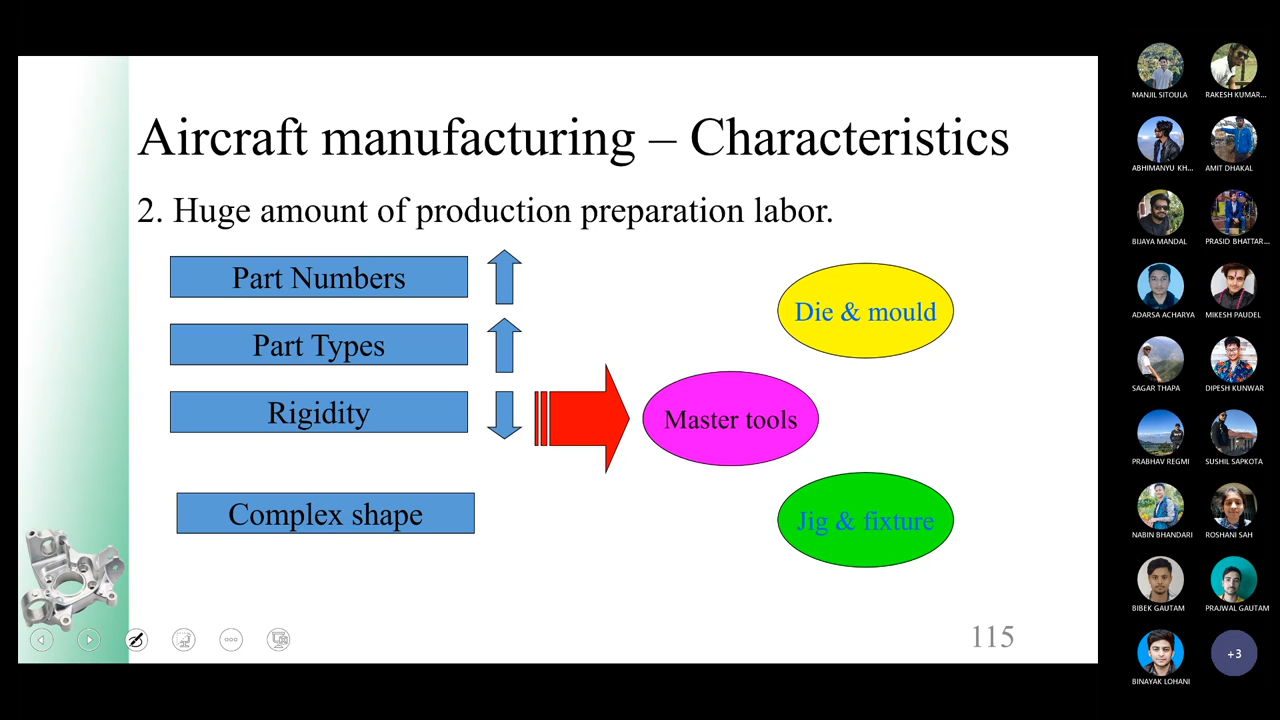 Aircraft manufacturing – Characteristics
2. Huge amount of production preparation labor.
Part Numbers
Part Types
Rigidity
Complex shape
Die & mould
Master tools
Jig & fixture
115
MANJIL SITOULA
RAKESH KUMAR...
ABHIMANYU KH...
AMIT DHAKAL
BIJAYA MANDAL
PRASID BHATTAR...
ADARSA ACHARYA
MIKESH PAUDEL
SAGAR THAPA
DIPESH KUNWAR
PRABHAV REGMI
SUSHIL SAPKOTA
NABIN BHANDARI
ROSHANI SAH
BIBEK GAUTAM
PRAJWAL GAUTAM
BINAYAK LOHANI
+3